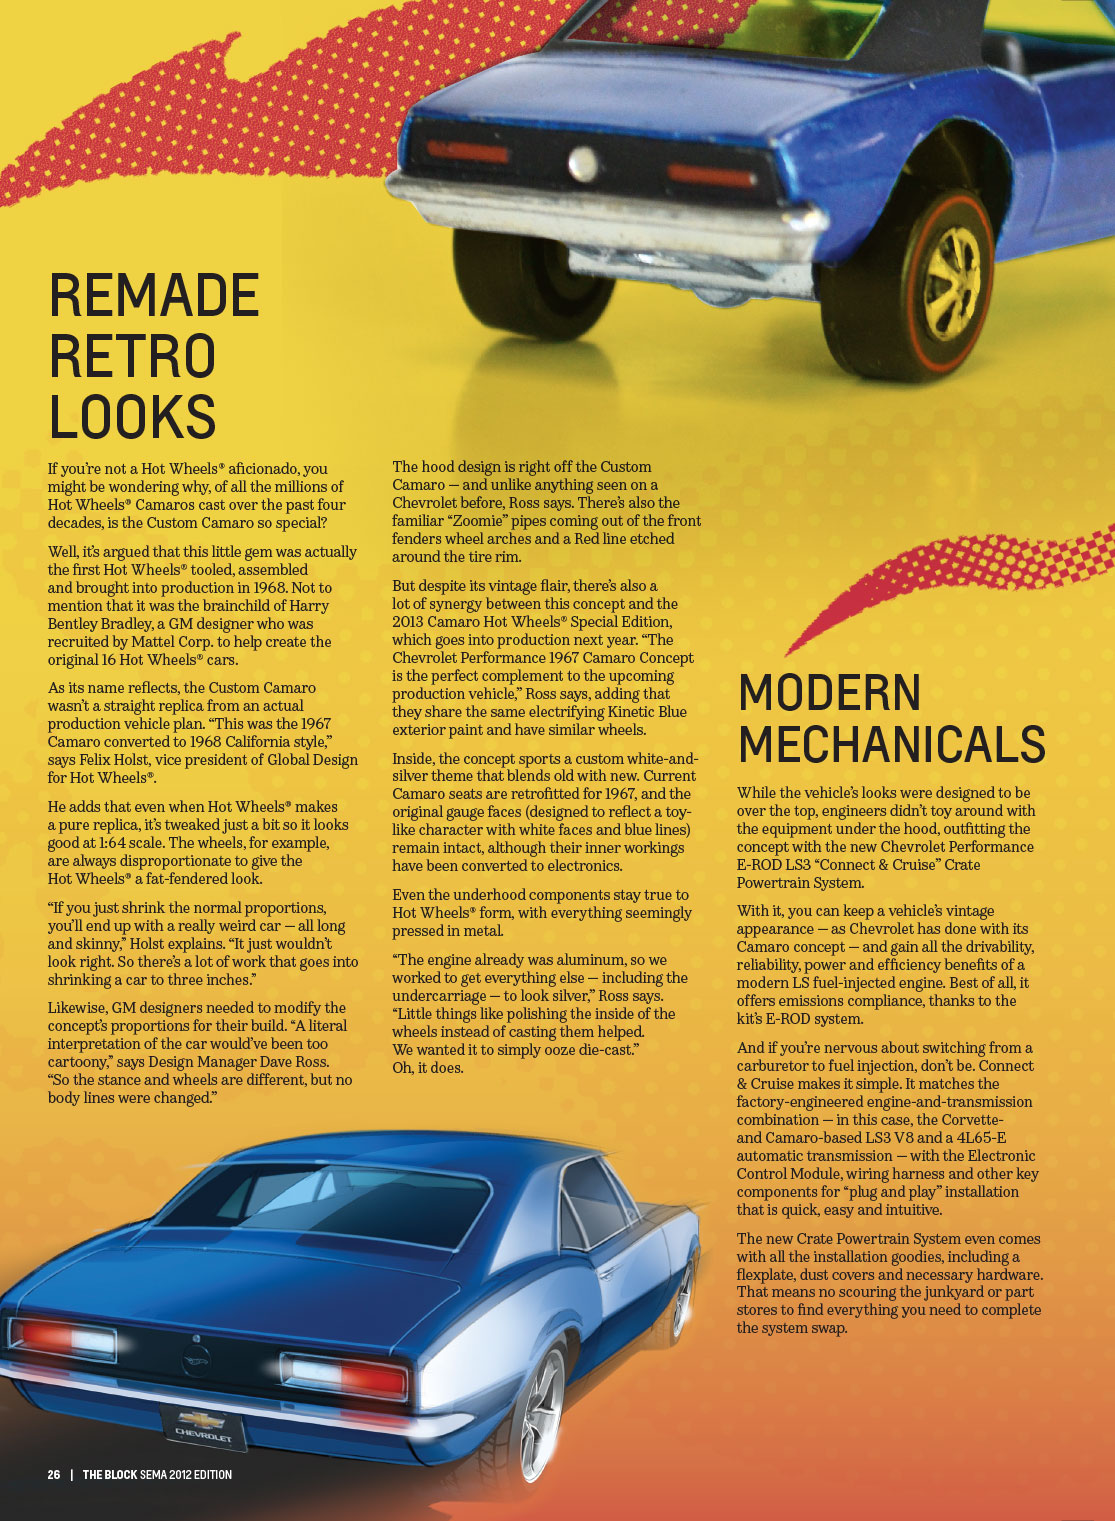 REMADE
RETRO
LOOKS
If you’re not a Hot Wheels® aficionado, you
might be wondering why, of all the millions of
Hot Wheels® Camaros cast over the past four
decades, is the Custom Camaro so special?
Well, it’s argued that this little gem was actually
the first Hot Wheels® tooled, assembled
and brought into production in 1968. Not to
mention that it was the brainchild of Harry
Bentley Bradley, a GM designer who was
recruited by Mattel Corp. to help create the
original 16 Hot Wheels® cars.
As its name reflects, the Custom Camaro
wasn’t a straight replica from an actual
production vehicle plan. “This was the 1967
Camaro converted to 1968 California style,”
says Felix Holst, vice president of Global Design
for Hot Wheels®.
He adds that even when Hot Wheels® makes
a pure replica, it’s tweaked just a bit so it looks
good at 1:64 scale. The wheels, for example,
are always disproportionate to give the
Hot Wheels® a fat-fendered look.
“If you just shrink the normal proportions,
you’ll end up with a really weird car — all long
and skinny,” Holst explains. “It just wouldn’t
look right. So there’s a lot of work that goes into
shrinking a car to three inches.”
Likewise, GM designers needed to modify the
concept’s proportions for their build. “A literal
interpretation of the car would’ve been too
cartoony,” says Design Manager Dave Ross.
“So the stance and wheels are different, but no
body lines were changed.”
The hood design is right off the Custom
Camaro — and unlike anything seen on a
Chevrolet before, Ross says. There’s also the
familiar “Zoomie” pipes coming out of the front
fenders wheel arches and a Red line etched
around the tire rim.
But despite its vintage flair, there’s also a
lot of synergy between this concept and the
2013 Camaro Hot Wheels® Special Edition,
which goes into production next year. “The
Chevrolet Performance 1967 Camaro Concept
is the perfect complement to the upcoming
production vehicle,” Ross says, adding that
they share the same electrifying Kinetic Blue
exterior paint and have similar wheels.
Inside, the concept sports a custom white-and-
silver theme that blends old with new. Current
Camaro seats are retrofitted for 1967, and the
original gauge faces (designed to reflect a toy-
like character with white faces and blue lines)
remain intact, although their inner workings
have been converted to electronics.
Even the underhood components stay true to
Hot Wheels® form, with everything seemingly
pressed in metal.
“The engine already was aluminum, so we
worked to get everything else — including the
undercarriage — to look silver,” Ross says.
“Little things like polishing the inside of the
wheels instead of casting them helped.
We wanted it to simply ooze die-cast.”
Oh, it does.
MODERN
MECHANICALS
While the vehicle’s looks were designed to be
over the top, engineers didn’t toy around with
the equipment under the hood, outfitting the
concept with the new Chevrolet Performance
E-ROD LS3 “Connect & Cruise” Crate
Powertrain System.
With it, you can keep a vehicle’s vintage
appearance — as Chevrolet has done with its
Camaro concept — and gain all the drivability,
reliability, power and efficiency benefits of a
modern LS fuel-injected engine. Best of all, it
offers emissions compliance, thanks to the
kit’s E-ROD system.
And if you’re nervous about switching from a
carburetor to fuel injection, don’t be. Connect
& Cruise makes it simple. It matches the
factory-engineered engine-and-transmission
combination — in this case, the Corvette-
and Camaro-based LS3 V8 and a 4L65-E
automatic transmission — with the Electronic
Control Module, wiring harness and other key
components for “plug and play” installation
that is quick, easy and intuitive.
The new Crate Powertrain System even comes
with all the installation goodies, including a
flexplate, dust covers and necessary hardware.
That means no scouring the junkyard or part
stores to find everything you need to complete
the system swap.
CHEVROLET
26 | THE BLOCK SEMA 2012 EDITION